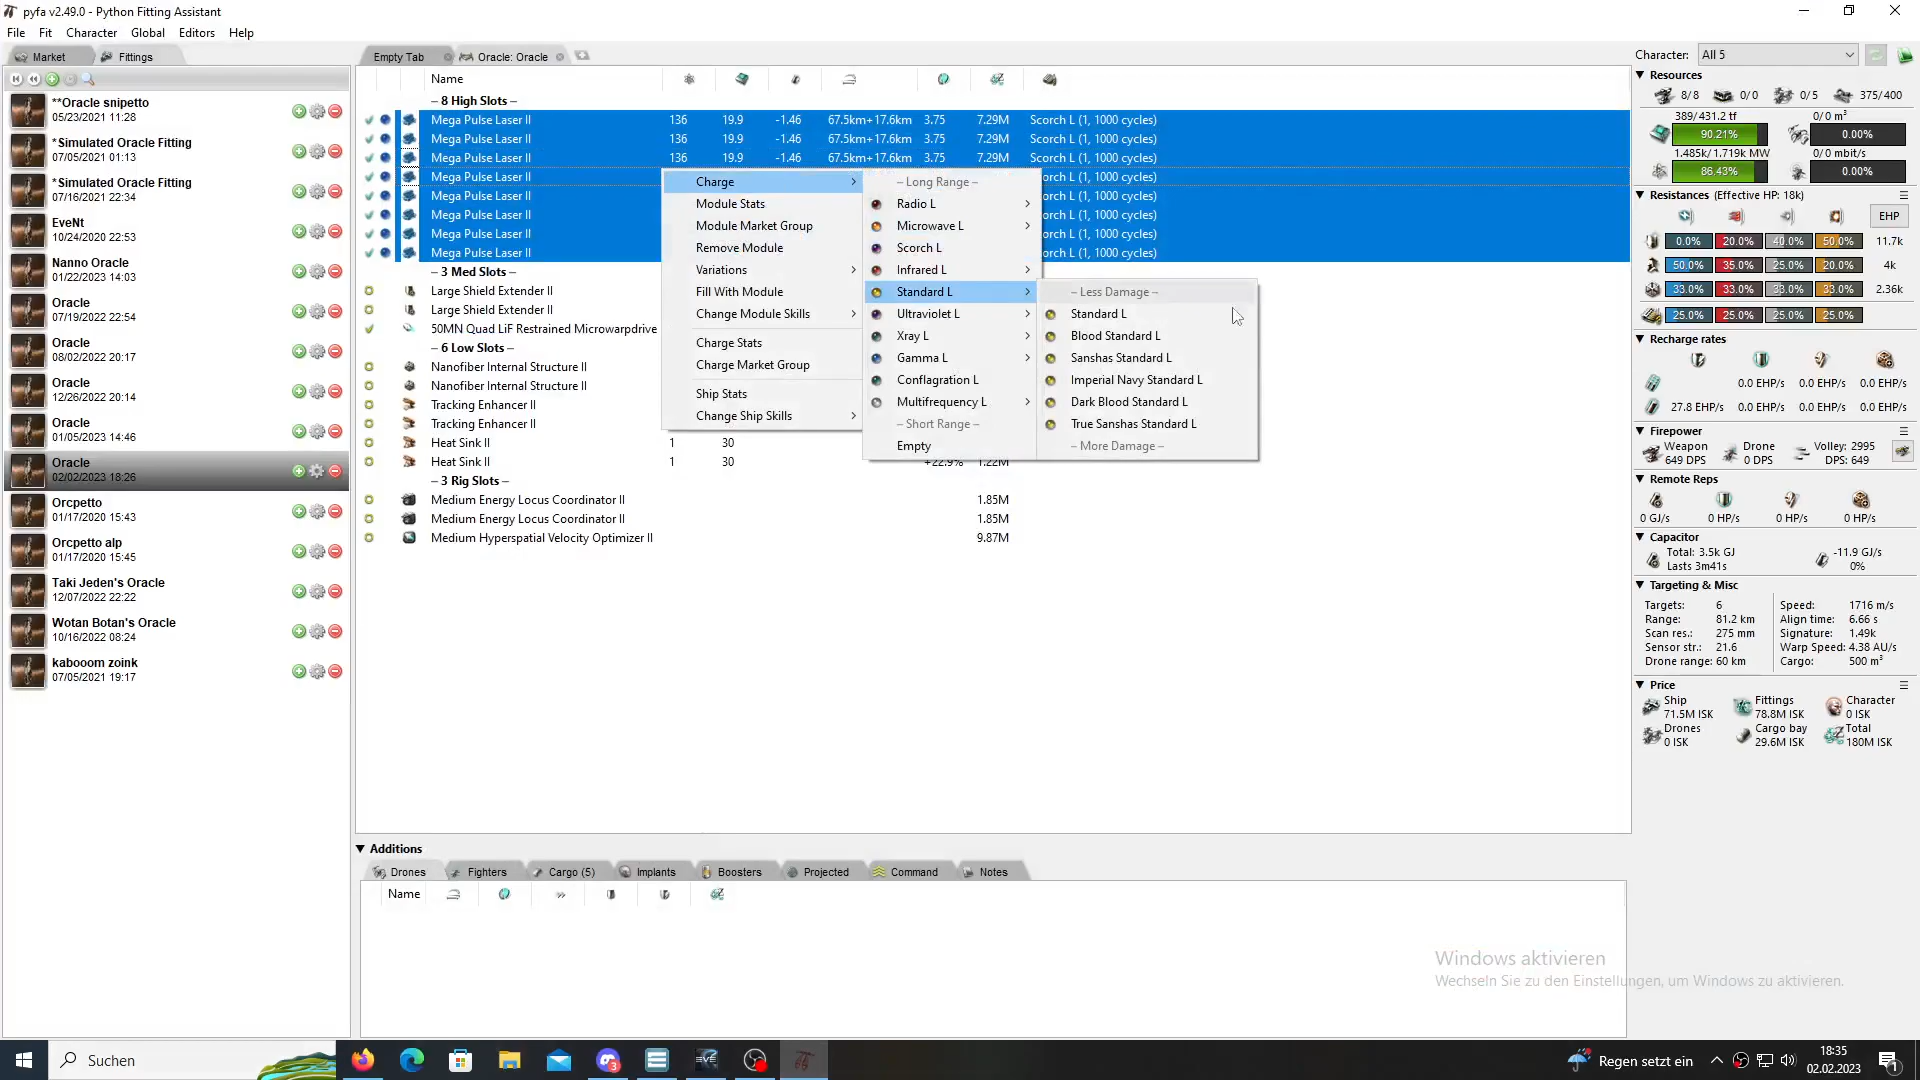 pyfa v2.49.0 - Python Fitting Assistant
File Fit Character Global Editors Help
Market Fittings
**Oracle snipetto
05/23/2021 11:28
*Simulated Oracle Fitting
07/05/2021 01:13
*Simulated Oracle Fitting
07/16/2021 22:34
EveNt
10/24/2020 22:53
Nanno Oracle
01/22/2023 14:03
Oracle
07/19/2022 22:54
Oracle
08/02/2022 20:17
Oracle
12/26/2022 20:14
Oracle
01/05/2023 14:46
Oracle
02/02/2023 18:26
Orcpetto
01/17/2020 15:43
Orcpetto alp
01/17/2020 15:45
Taki Jeden's Oracle
12/07/2022 22:22
Wotan Botan's Oracle
10/16/2022 08:24
kabooom zoink
07/05/2021 19:17
Empty Tab Oracle: Oracle
Name
– 8 High Slots –
Mega Pulse Laser II 136 19.9 -1.46 67.5km+17.6km 3.75 7.29M Scorch L (1, 1000 cycles)
Mega Pulse Laser II 136 19.9 -1.46 67.5km+17.6km 3.75 7.29M Scorch L (1, 1000 cycles)
Mega Pulse Laser II 136 19.9 -1.46 67.5km+17.6km 3.75 7.29M Scorch L (1, 1000 cycles)
Mega Pulse Laser II orch L (1, 1000 cycles)
Mega Pulse Laser II orch L (1, 1000 cycles)
Mega Pulse Laser II orch L (1, 1000 cycles)
Mega Pulse Laser II orch L (1, 1000 cycles)
Mega Pulse Laser II orch L (1, 1000 cycles)
– 3 Med Slots –
Large Shield Extender II
Large Shield Extender II
50MN Quad LiF Restrained Microwarpdrive
– 6 Low Slots –
Nanofiber Internal Structure II
Nanofiber Internal Structure II
Tracking Enhancer II
Tracking Enhancer II
Heat Sink II 1 30
Heat Sink II 1 30 +22.9% 1.22M
– 3 Rig Slots –
Medium Energy Locus Coordinator II 1.85M
Medium Energy Locus Coordinator II 1.85M
Medium Hyperspatial Velocity Optimizer II 9.87M
Charge
Module Stats
Module Market Group
Remove Module
Variations
Fill With Module
Change Module Skills
Charge Stats
Charge Market Group
Ship Stats
Change Ship Skills
– Long Range –
Radio L
Microwave L
Scorch L
Infrared L
Standard L
Ultraviolet L
Xray L
Gamma L
Conflagration L
Multifrequency L
– Short Range –
Empty
– Less Damage –
Standard L
Blood Standard L
Sanshas Standard L
Imperial Navy Standard L
Dark Blood Standard L
True Sanshas Standard L
– More Damage –
Additions
Drones Fighters Cargo (5) Implants Boosters Projected Command Notes
Name
Character: All 5
Resources
8/8 0/0 0/5 375/400
389/431.2 tf 0/0 m³
90.21% 0.00%
1.485k/1.719k MW 0/0 mbit/s
86.43% 0.00%
Resistances (Effective HP: 18k)
EHP
0.0% 20.0% 40.0% 50.0% 11.7k
50.0% 35.0% 25.0% 20.0% 4k
33.0% 33.0% 33.0% 33.0% 2.36k
25.0% 25.0% 25.0% 25.0%
Recharge rates
0.0 EHP/s 0.0 EHP/s 0.0 EHP/s
27.8 EHP/s 0.0 EHP/s 0.0 EHP/s 0.0 EHP/s
Firepower
Weapon Drone Volley: 2995
649 DPS 0 DPS DPS: 649
Remote Reps
0 GJ/s 0 HP/s 0 HP/s 0 HP/s
Capacitor
Total: 3.5k GJ -11.9 GJ/s
Lasts 3m41s 0%
Targeting & Misc
Targets: 6 Speed: 1716 m/s
Range: 81.2 km Align time: 6.66 s
Scan res.: 275 mm Signature: 1.49k
Sensor str.: 21.6 Warp Speed: 4.38 AU/s
Drone range: 60 km Cargo: 500 m³
Price
Ship Fittings Character
71.5M ISK 78.8M ISK 0 ISK
Drones Cargo bay Total
0 ISK 29.6M ISK 180M ISK
Windows aktivieren
Wechseln Sie zu den Einstellungen, um Windows zu aktivieren.
Suchen
Regen setzt ein
18:35
02.02.2023